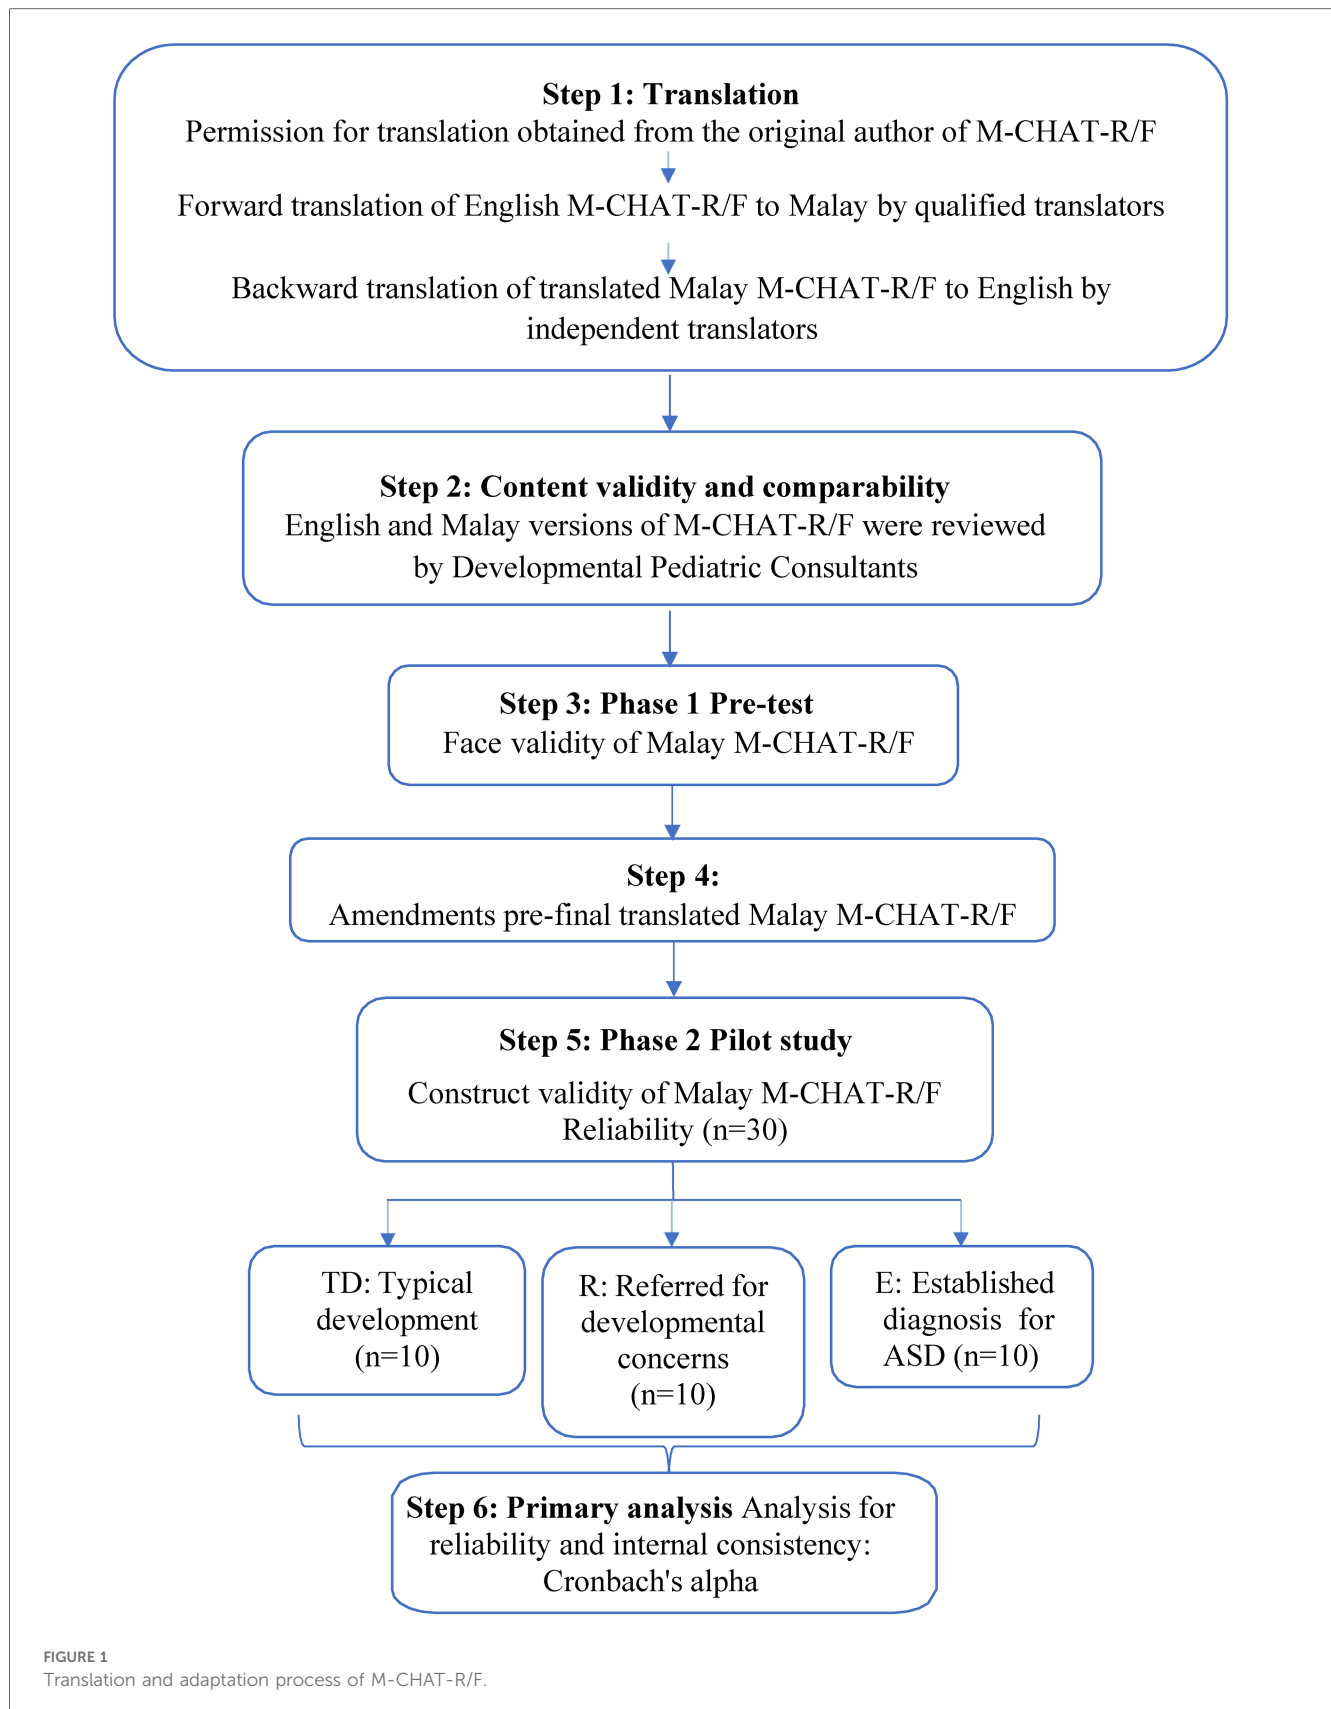 Step 1: Translation
Permission for translation obtained from the original author of M-CHAT-R/F
Forward translation of English M-CHAT-R/F to Malay by qualified translators
Backward translation of translated Malay M-CHAT-R/F to English by
independent translators
Step 2: Content validity and comparability
English and Malay versions of M-CHAT-R/F were reviewed
by Developmental Pediatric Consultants
Step 3: Phase 1 Pre-test
Face validity of Malay M-CHAT-R/F
Step 4:
Amendments pre-final translated Malay M-CHAT-R/F
Step 5: Phase 2 Pilot study
Construct validity of Malay M-CHAT-R/F
Reliability (n=30)
TD: Typical
development
(n=10)
R: Referred for
developmental
concerns
(n=10)
E: Established
diagnosis for
ASD (n=10)
Step 6: Primary analysis Analysis for
reliability and internal consistency:
Cronbach's alpha
FIGURE 1
Translation and adaptation process of M-CHAT-R/F.